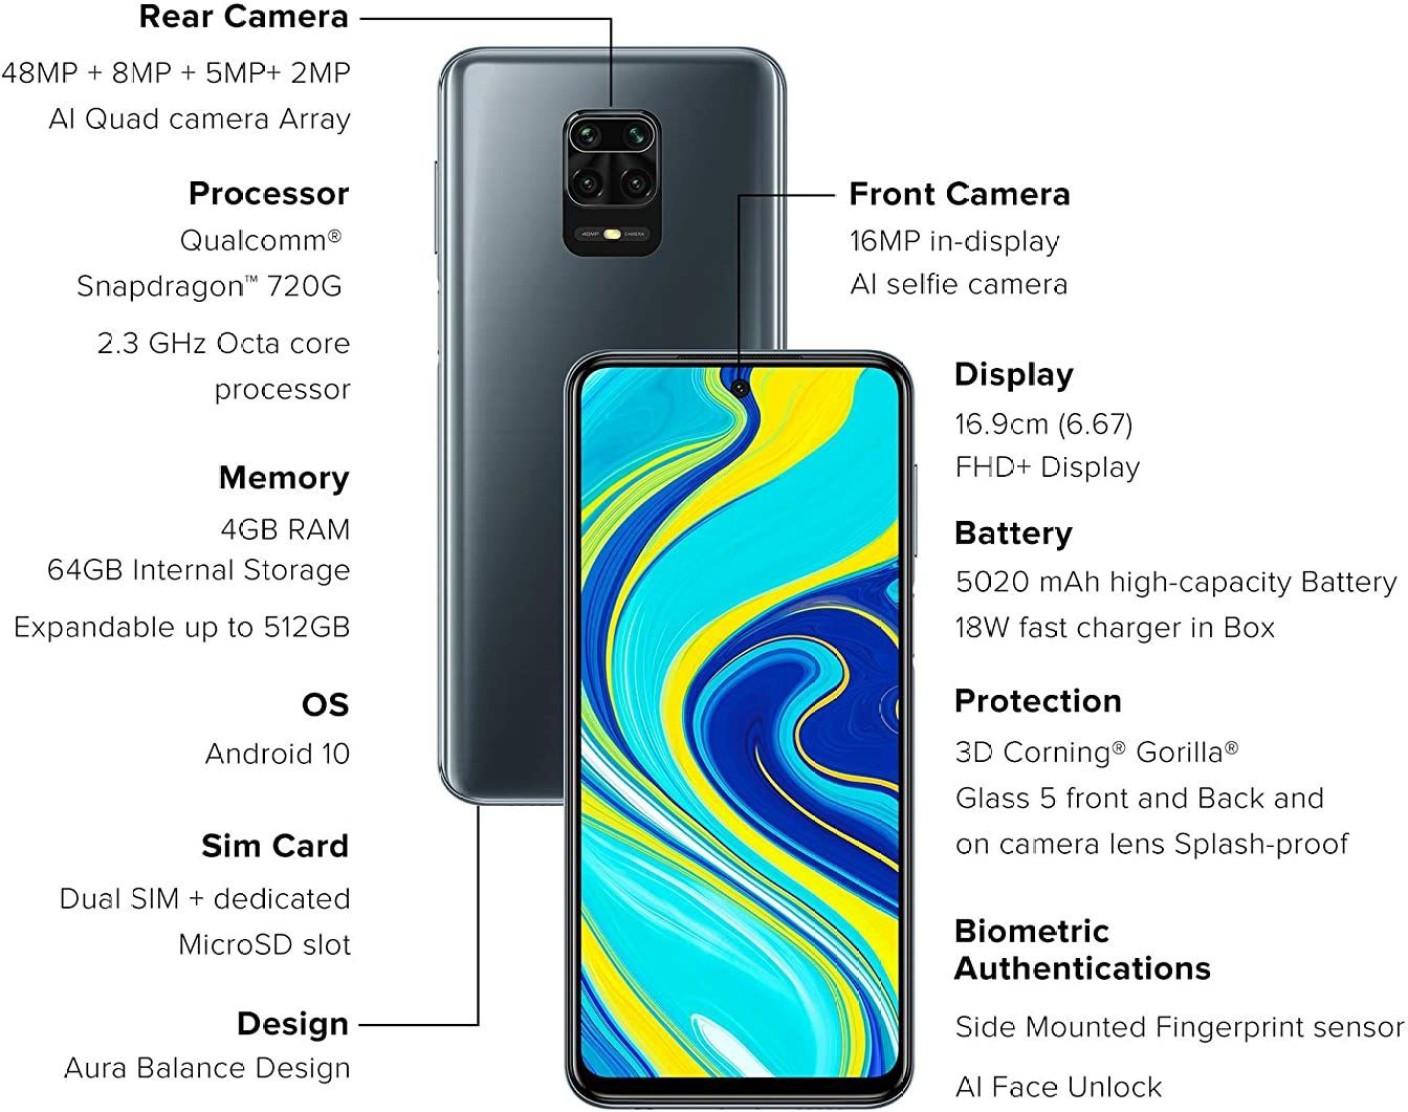 Rear Camera
48MP + 8MP + 5MP+ 2MP
AI Quad camera Array
Processor
Qualcomm®
Snapdragon™ 720G
2.3 GHz Octa core
processor
Memory
4GB RAM
64GB Internal Storage
Expandable up to 512GB
OS
Android 10
Sim Card
Dual SIM + dedicated
MicroSD slot
Design
Aura Balance Design
48MP CAMERA
Front Camera
16MP in-display
AI selfie camera
Display
16.9cm (6.67)
FHD+ Display
Battery
5020 mAh high-capacity Battery
18W fast charger in Box
Protection
3D Corning® Gorilla®
Glass 5 front and Back and
on camera lens Splash-proof
Biometric
Authentications
Side Mounted Fingerprint sensor
AI Face Unlock